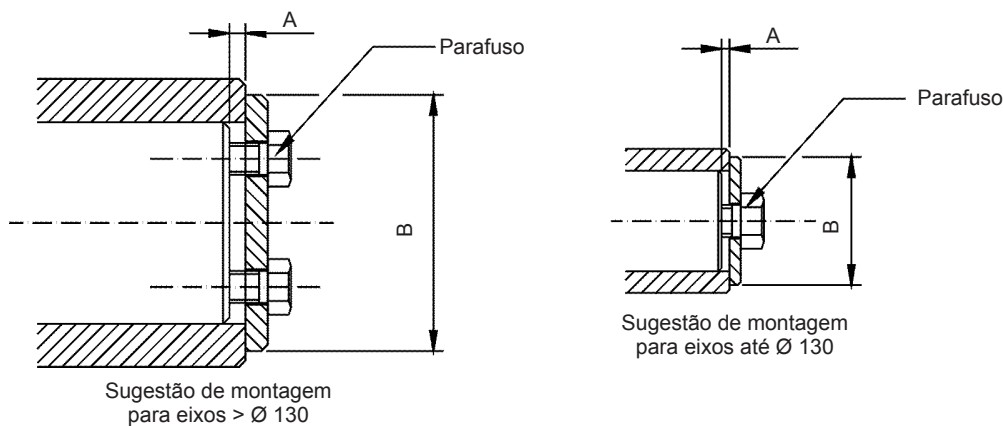 A
Parafuso
B
Sugestão de montagem
para eixos > Ø 130
A
Parafuso
B
Sugestão de montagem
para eixos até Ø 130